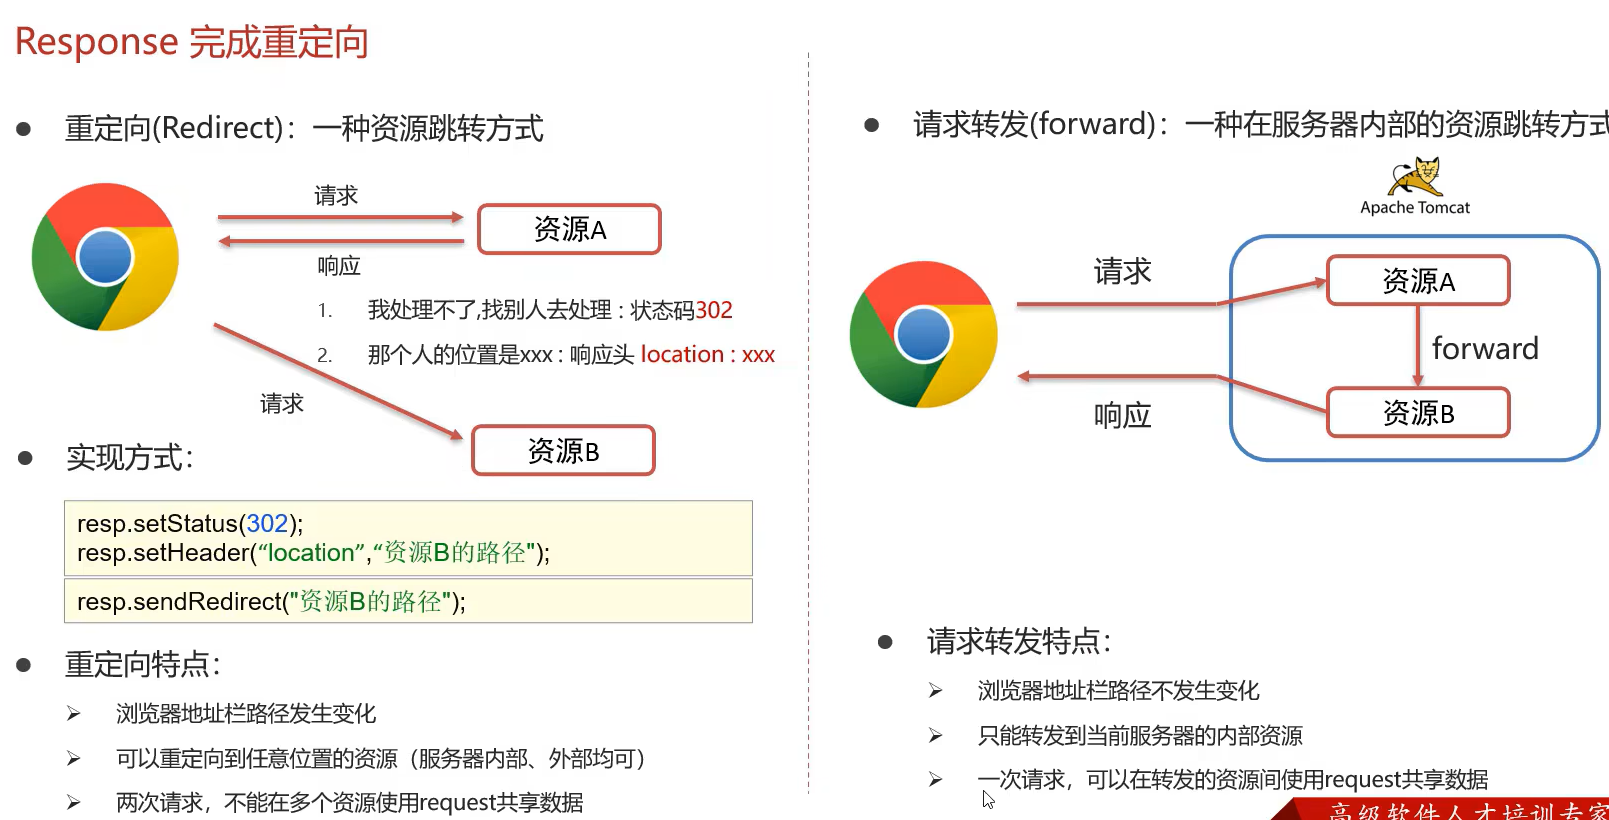 Response 完成重定向
重定向(Redirect)：一种资源跳转方式
请求
资源A
响应
1. 我处理不了,找别人去处理 : 状态码302
2. 那个人的位置是xxx : 响应头 location : xxx
请求
资源B
实现方式：
resp.setStatus(302);
resp.setHeader(“location”,“资源B的路径");
resp.sendRedirect("资源B的路径");
重定向特点：
浏览器地址栏路径发生变化
可以重定向到任意位置的资源（服务器内部、外部均可）
两次请求，不能在多个资源使用request共享数据
请求转发(forward)：一种在服务器内部的资源跳转方式
Apache Tomcat
请求
资源A
forward
资源B
响应
请求转发特点：
浏览器地址栏路径不发生变化
只能转发到当前服务器的内部资源
一次请求，可以在转发的资源间使用request共享数据
高级软件人才培训专家